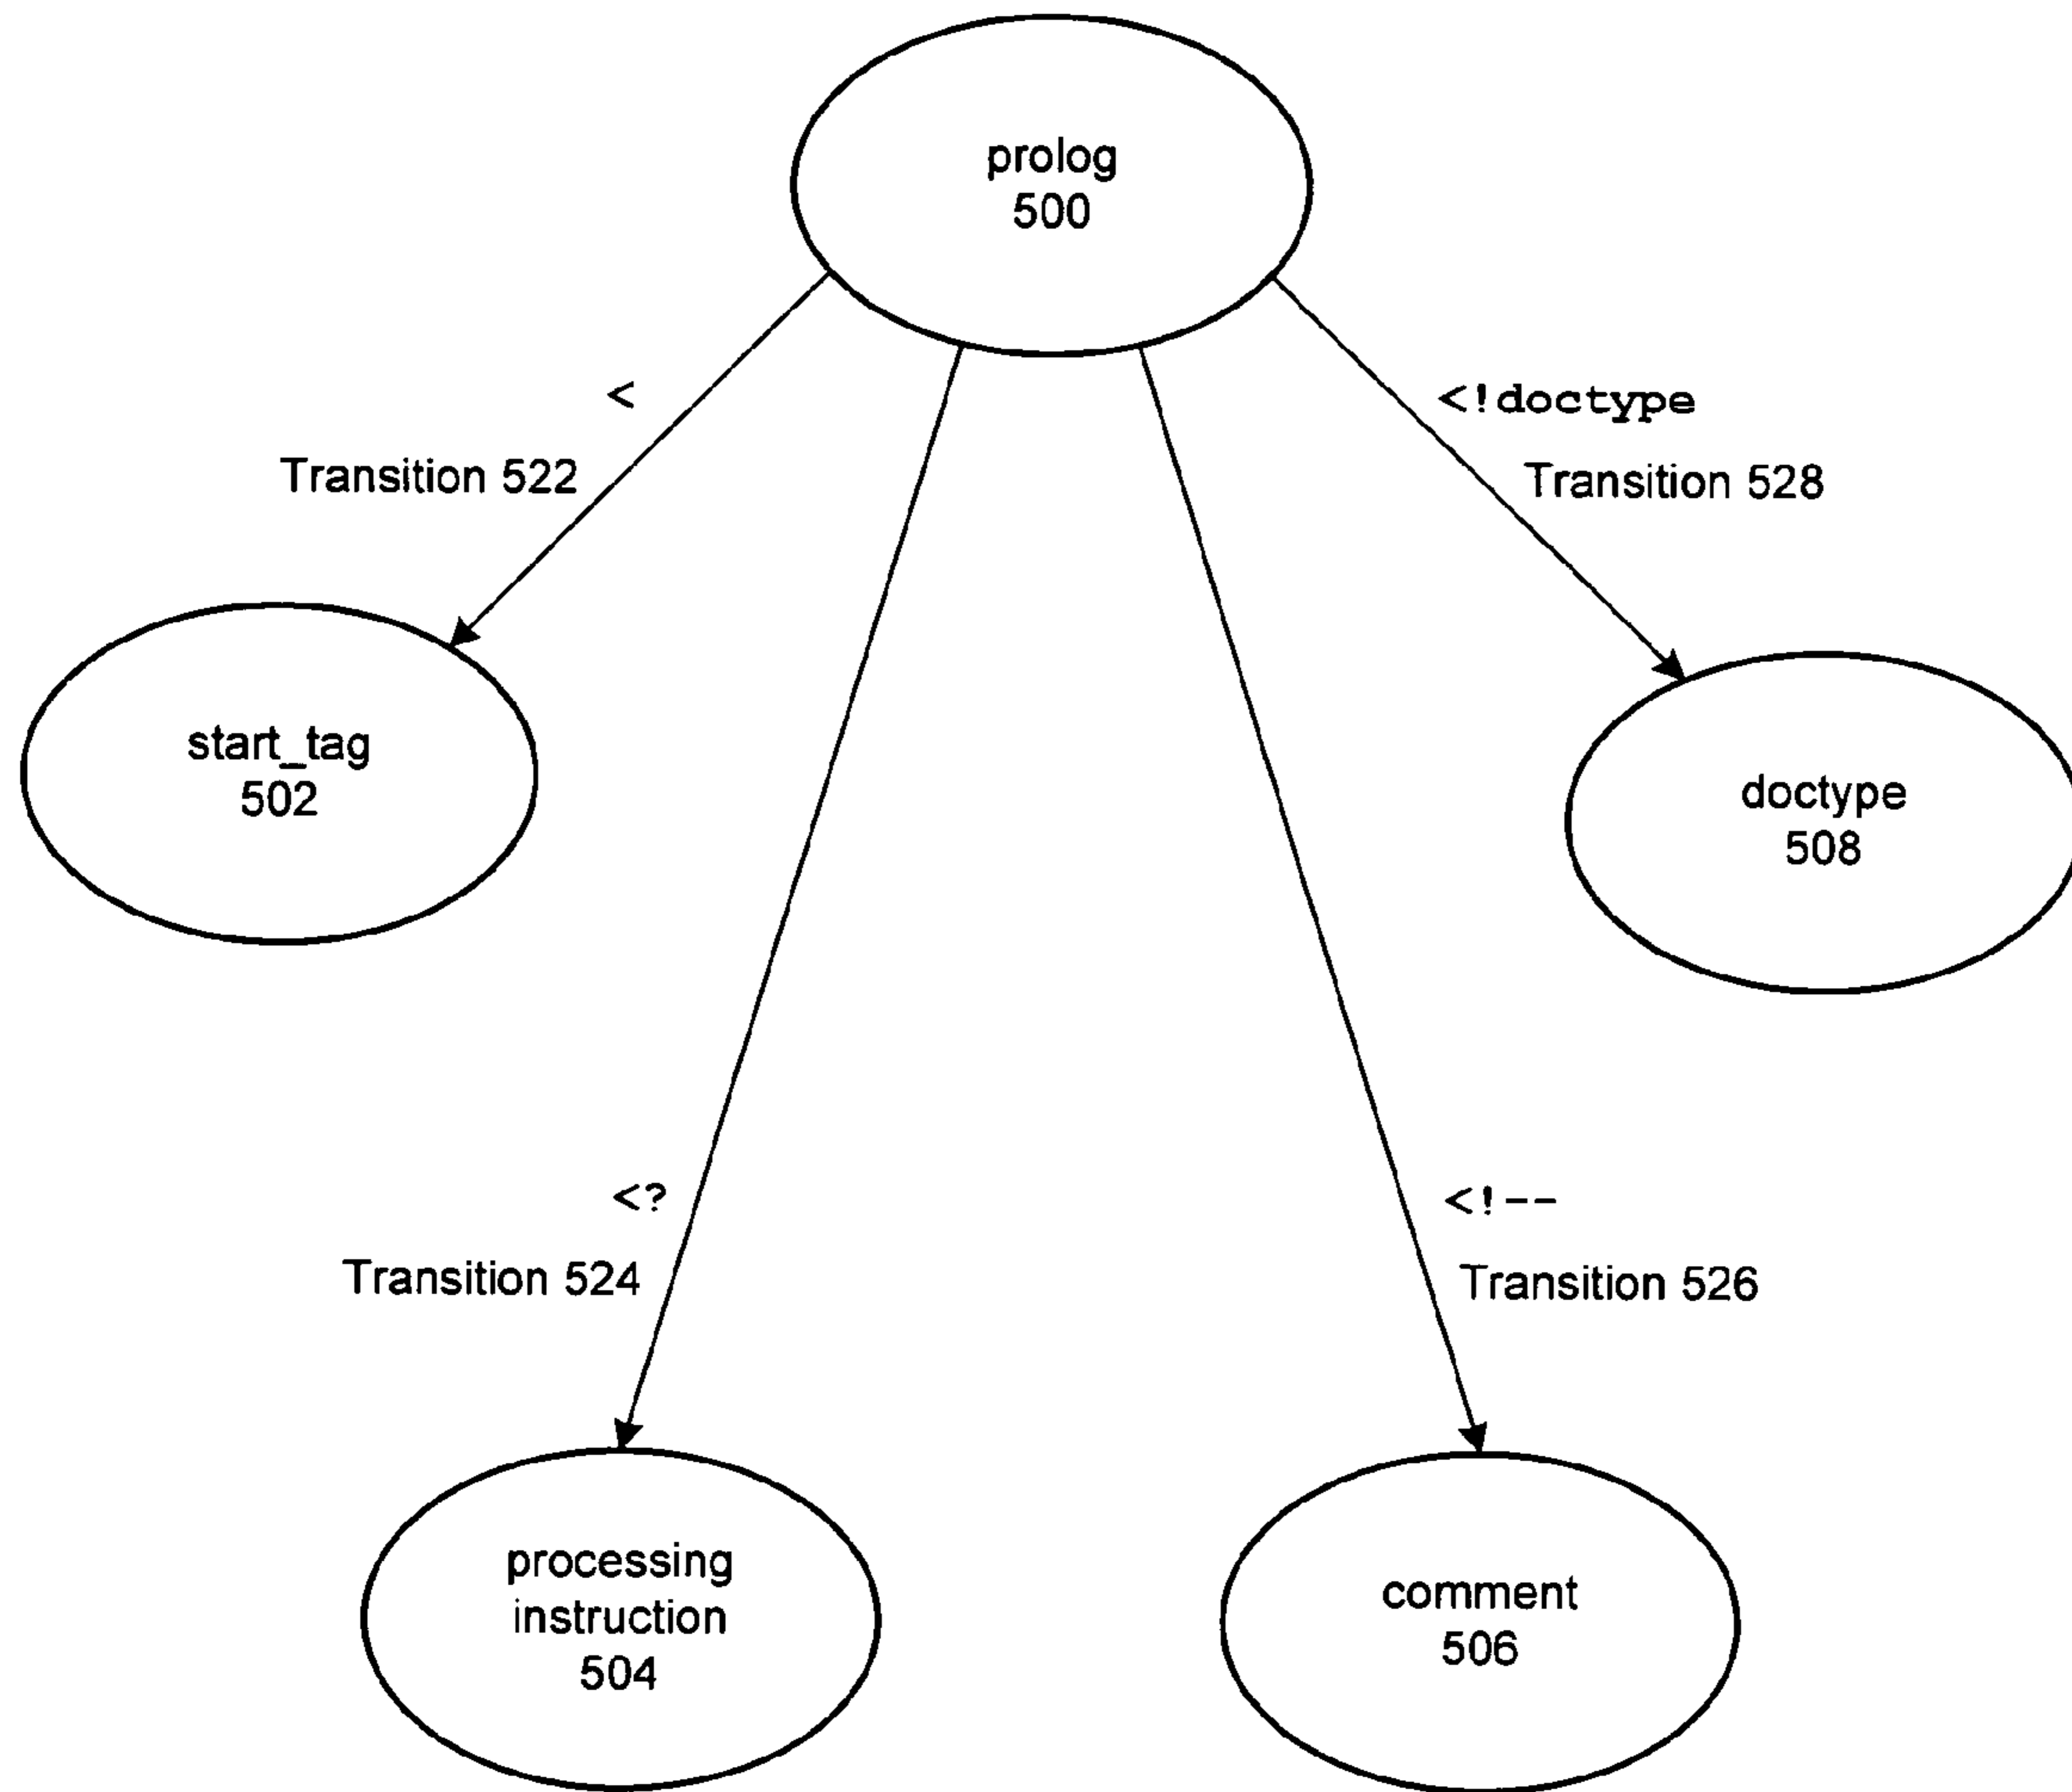 prolog
500
<
Transition 522
<!doctype
Transition 528
start_tag
502
doctype
508
<?
Transition 524
<!--
Transition 526
processing
instruction
504
comment
506